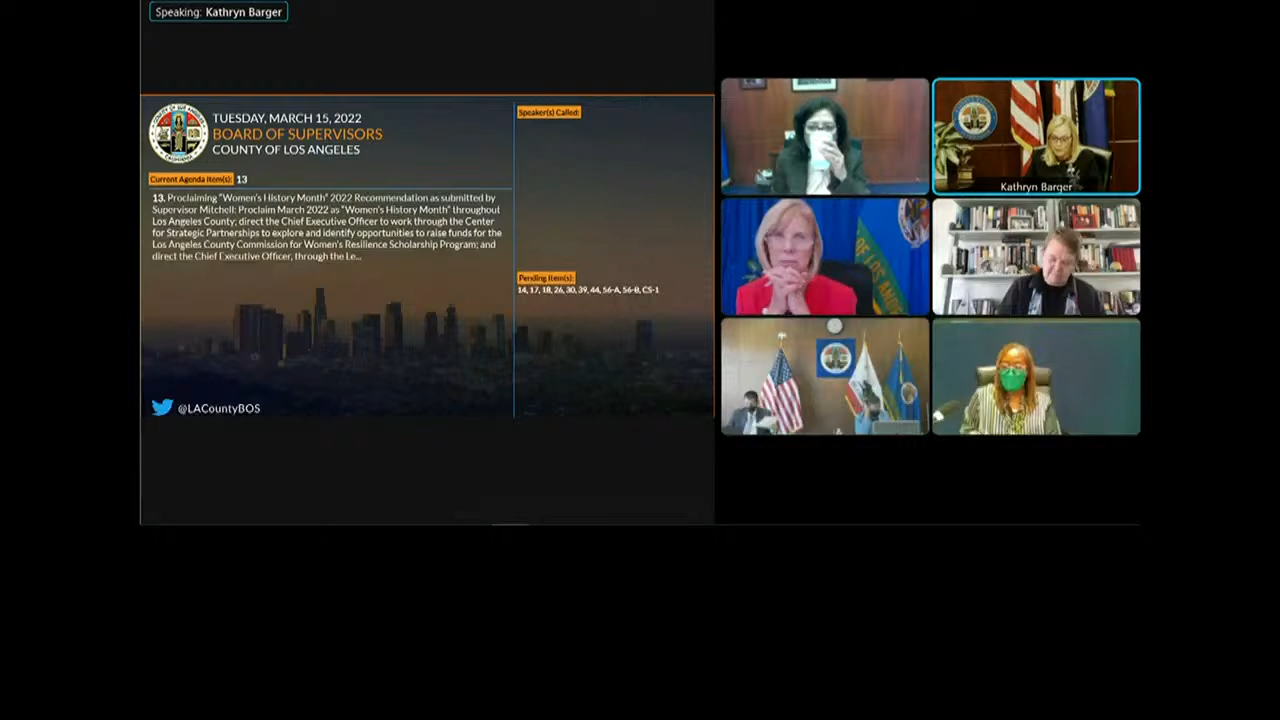 Speaking: Kathryn Barger
TUESDAY, MARCH 15, 2022
BOARD OF SUPERVISORS
COUNTY OF LOS ANGELES
Current Agenda Item(s): 13
13. Proclaiming "Women's History Month" 2022 Recommendation as submitted by
Supervisor Mitchell: Proclaim March 2022 as "Women's History Month" throughout
Los Angeles County; direct the Chief Executive Officer to work through the Center
for Strategic Partnerships to explore and identify opportunities to raise funds for the
Los Angeles County Commission for Women's Resilience Scholarship Program; and
direct the Chief Executive Officer, through the Le...
@LACountyBOS
Speaker(s) Called:
Pending Item(s):
14, 17, 18, 26, 30, 39, 44, 56-A, 56-B, CS-1
Kathryn Barger